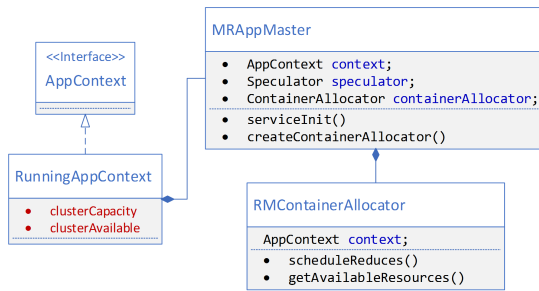 <<Interface>>
AppContext
RunningAppContext
• clusterCapacity
• clusterAvailable
MRAppMaster
• AppContext context;
• Speculator speculator;
• ContainerAllocator containerAllocator;
• serviceInit()
• createContainerAllocator()
RMContainerAllocator
AppContext context;
• scheduleReduces()
• getAvailableResources()